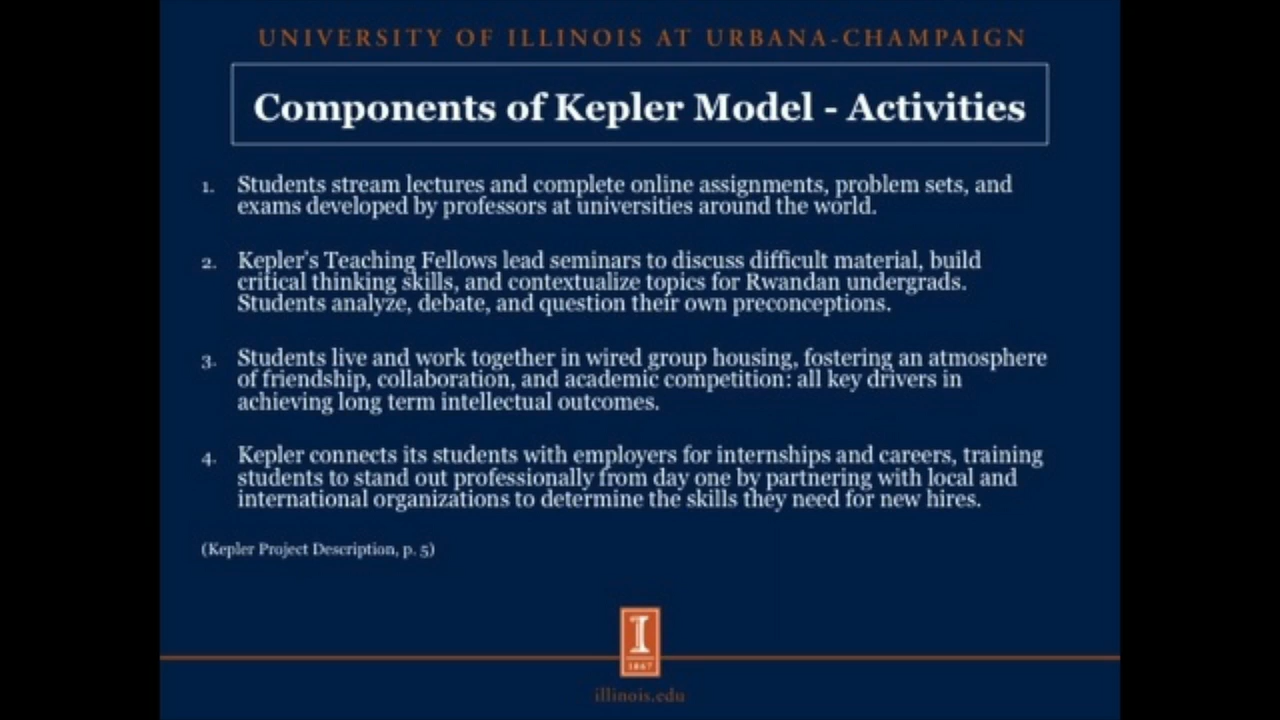 UNIVERSITY OF ILLINOIS AT URBANA-CHAMPAIGN
Components of Kepler Model - Activities
1. Students stream lectures and complete online assignments, problem sets, and
exams developed by professors at universities around the world.
2. Kepler's Teaching Fellows lead seminars to discuss difficult material, build
critical thinking skills, and contextualize topics for Rwandan undergrads.
Students analyze, debate, and question their own preconceptions.
3. Students live and work together in wired group housing, fostering an atmosphere
of friendship, collaboration, and academic competition: all key drivers in
achieving long term intellectual outcomes.
4. Kepler connects its students with employers for internships and careers, training
students to stand out professionally from day one by partnering with local and
international organizations to determine the skills they need for new hires.
(Kepler Project Description, p. 5)
I
1867
illinois.edu